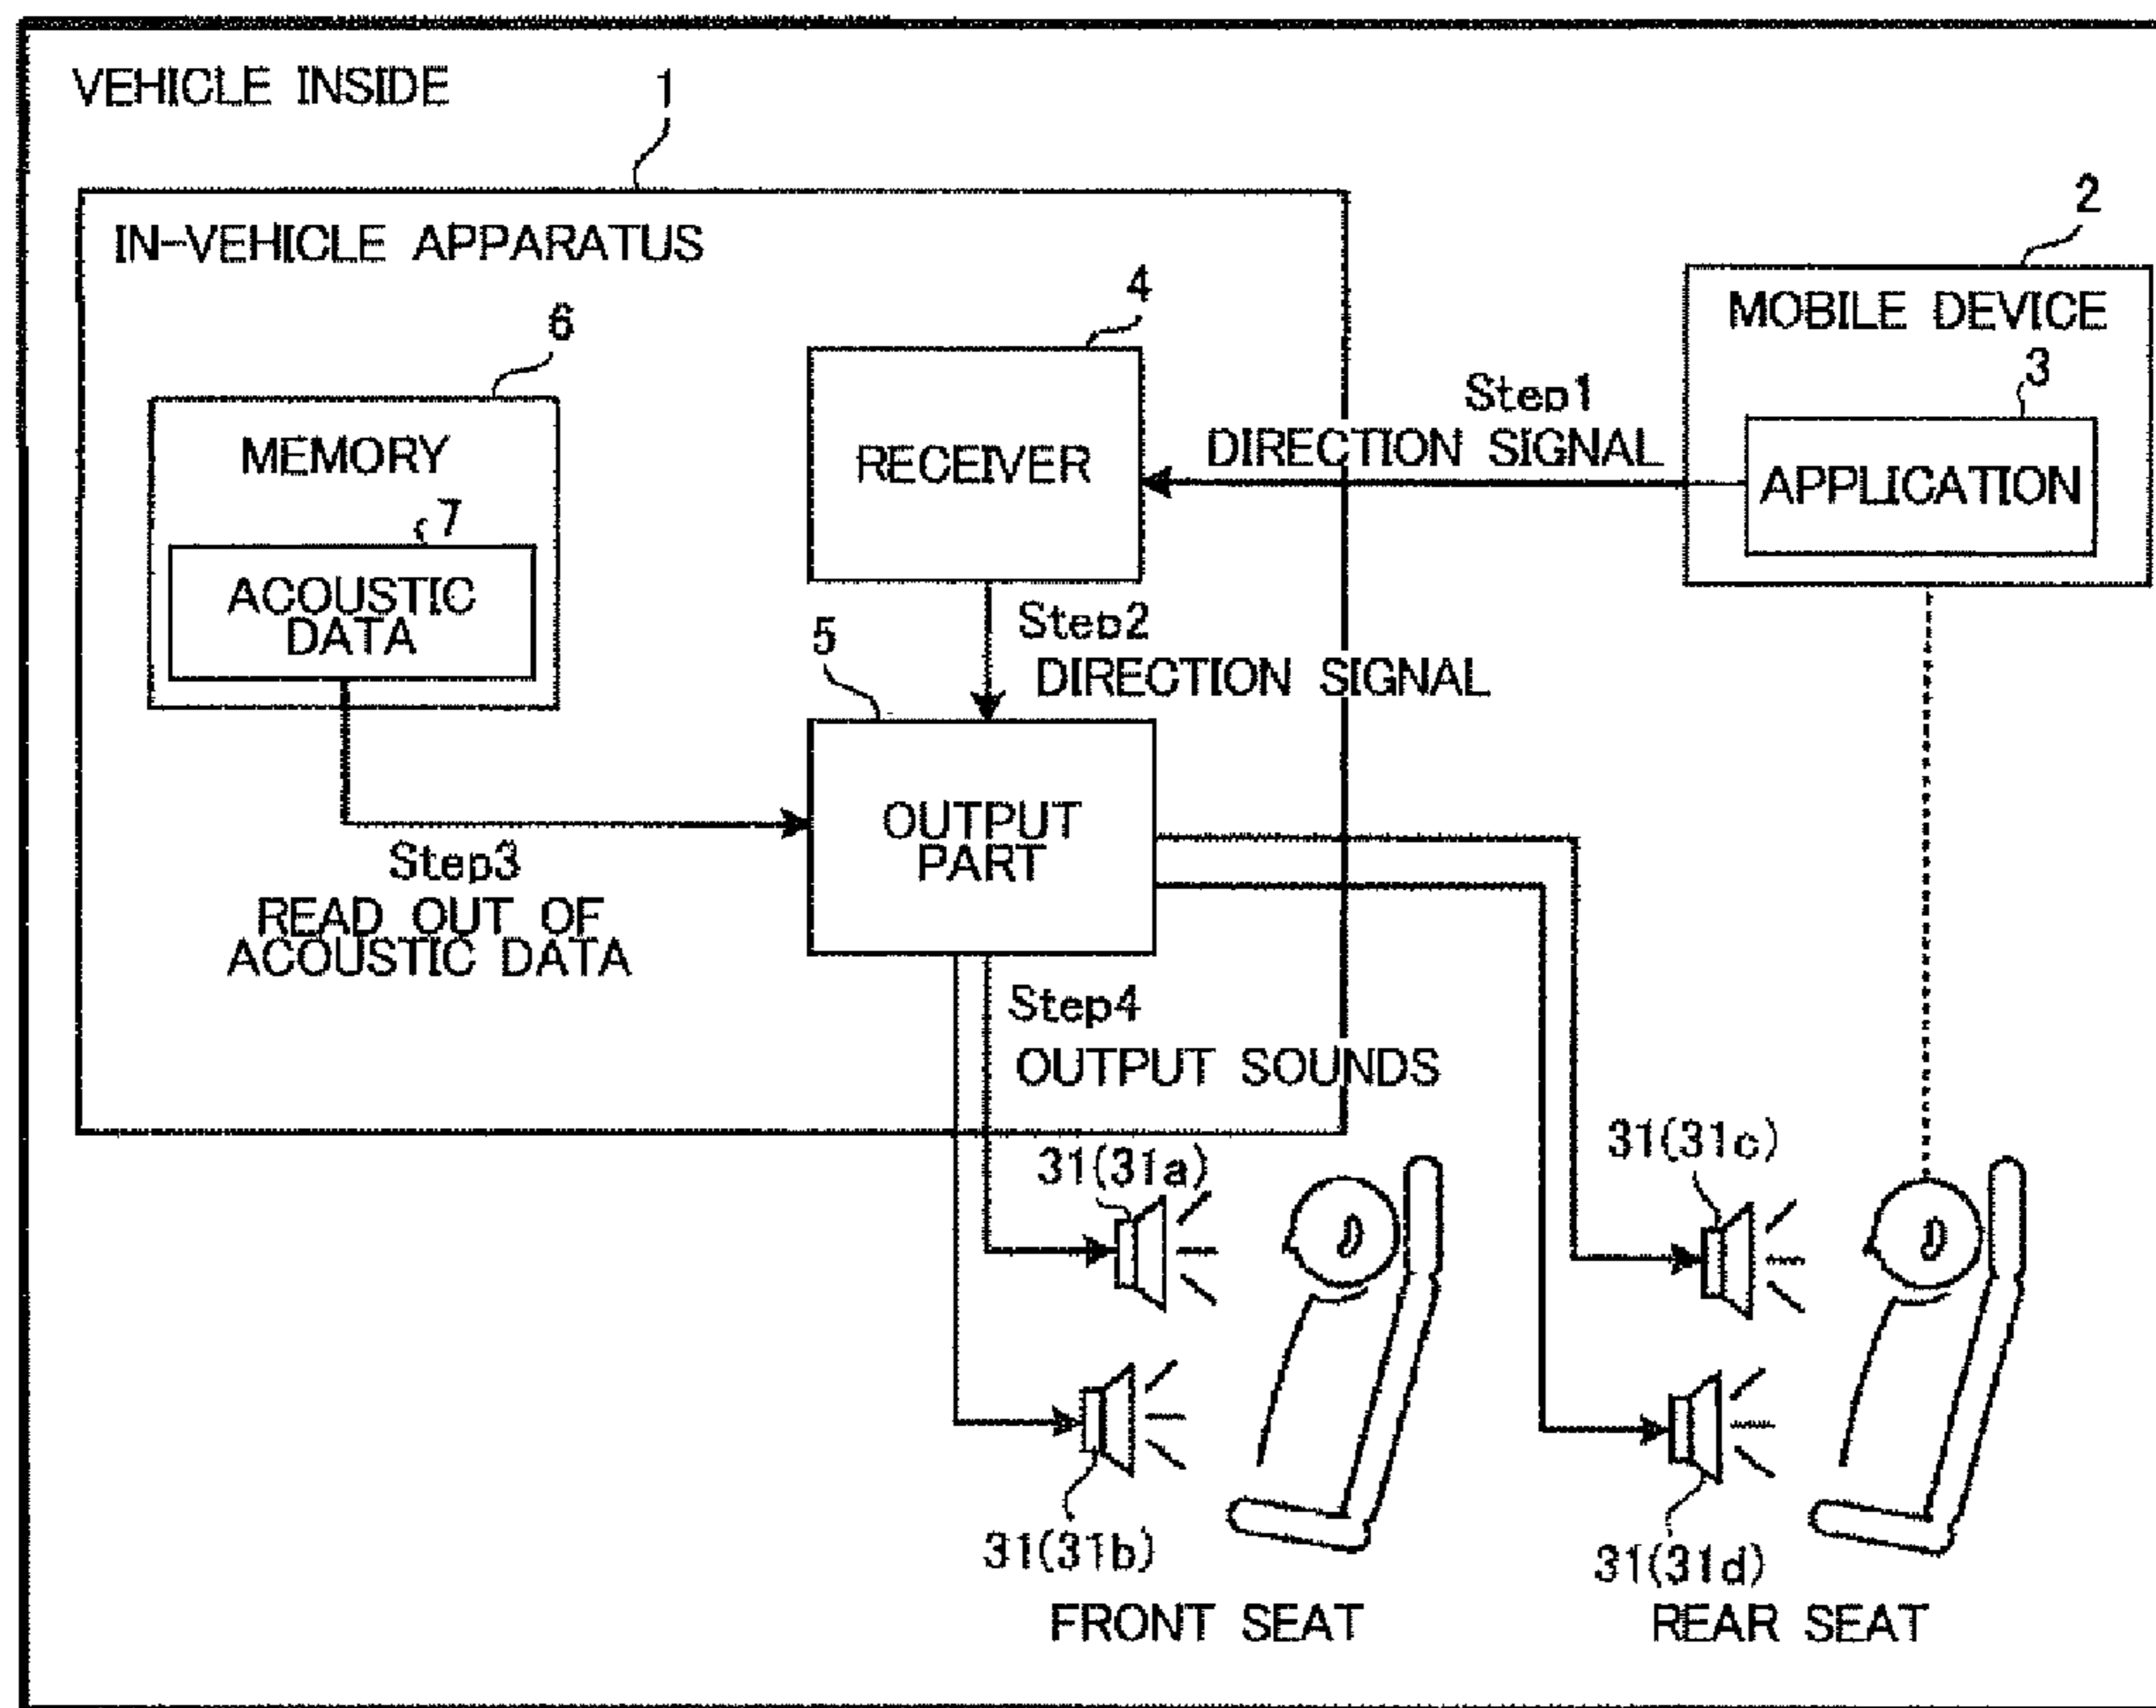 VEHICLE INSIDE
1
IN-VEHICLE APPARATUS
2
MOBILE DEVICE
3
APPLICATION
4
RECEIVER
Step1
DIRECTION SIGNAL
6
MEMORY
7
ACOUSTIC
DATA
Step2
DIRECTION SIGNAL
5
OUTPUT
PART
Step3
READ OUT OF
ACOUSTIC DATA
Step4
OUTPUT SOUNDS
31(31a)
31(31c)
31(31b)
31(31d)
FRONT SEAT
REAR SEAT